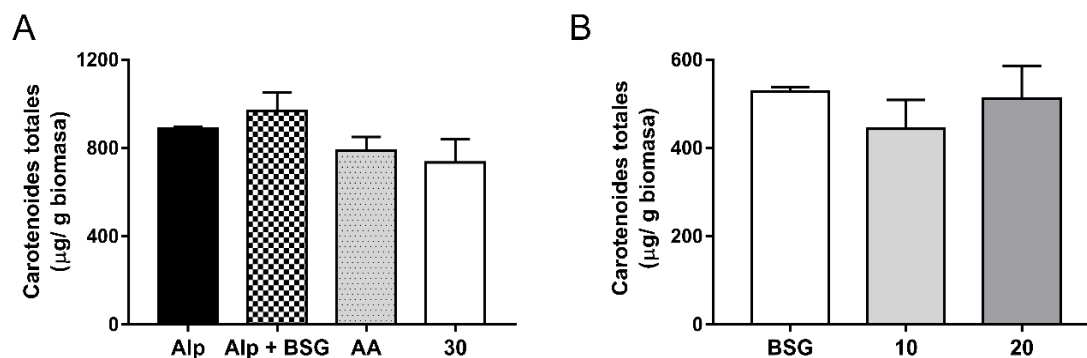 A
Carotenoides totales
(µg/ g biomasa)
1200
800
400
0
Alp
Alp + BSG
AA
30
B
Carotenoides totales
(µg/ g biomasa)
600
400
200
0
BSG
10
20